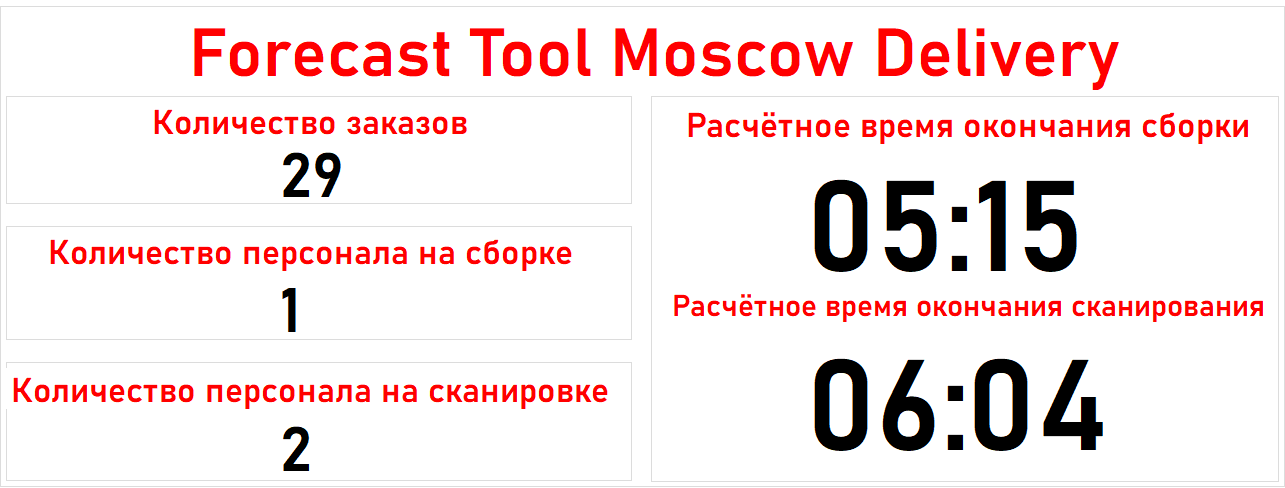 Forecast Tool Moscow Delivery
Количество заказов
29
Количество персонала на сборке
1
Количество персонала на сканировке
2
Расчётное время окончания сборки
05:15
Расчётное время окончания сканирования
06:04